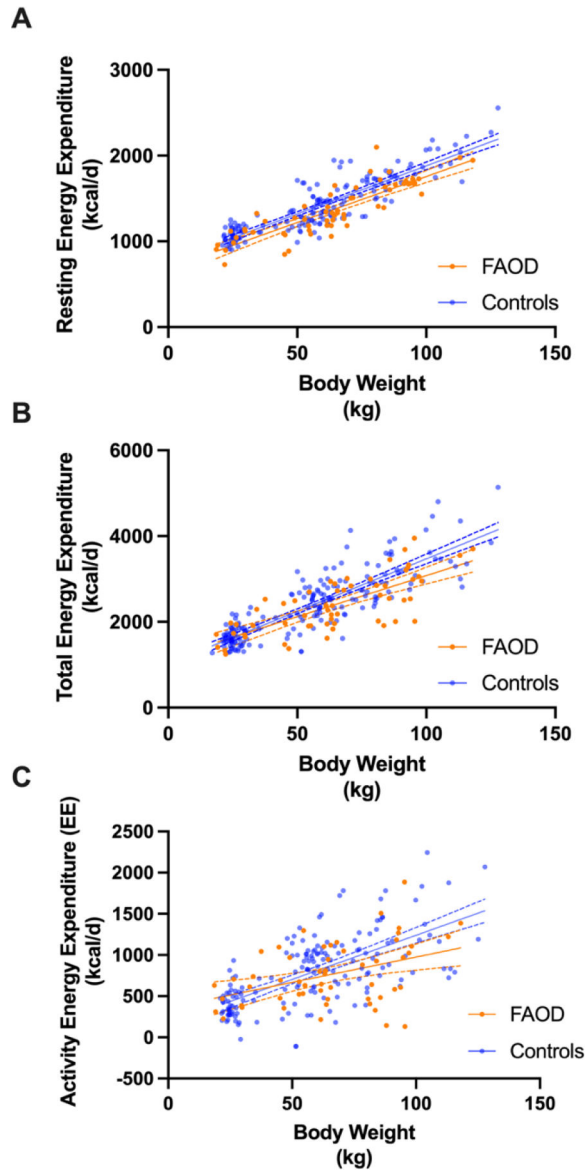 A
Resting Energy Expenditure
(kcal/d)
3000
2000
1000
0
0 50 100 150
FAOD
Controls
Body Weight
(kg)
B
Total Energy Expenditure
(kcal/d)
6000
4000
2000
0
0 50 100 150
FAOD
Controls
Body Weight
(kg)
C
Activity Energy Expenditure (EE)
(kcal/d)
2500
2000
1500
1000
500
0
-500
0 50 100 150
FAOD
Controls
Body Weight
(kg)